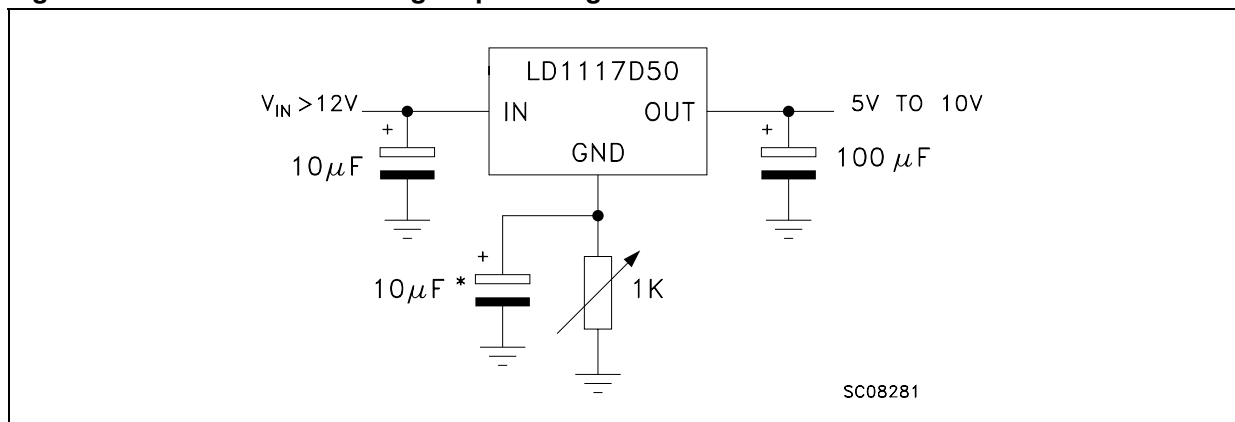 LD1117D50
V_IN >12V
IN
OUT
5V TO 10V
GND
+
10μF
+
100 μF
+
10μF *
1K
SC08281